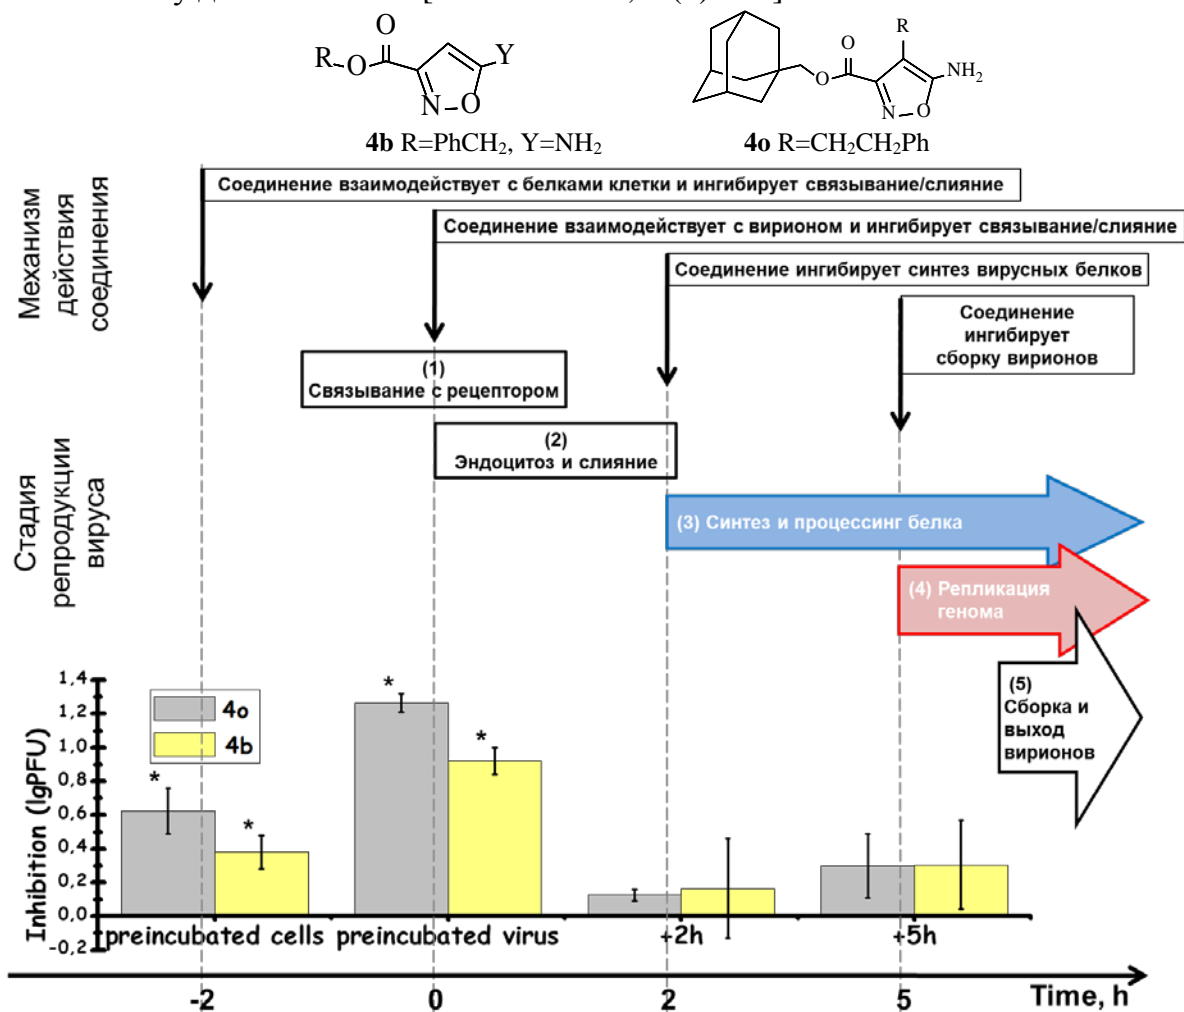 O
R
O
Y
N
O
4b R=PhCH2, Y=NH2
R
O
O
NH2
N
O
4o R=CH2CH2Ph
Механизм
действия
соединения
Соединение взаимодействует с белками клетки и ингибирует связывание/слияние
Соединение взаимодействует с вирионом и ингибирует связывание/слияние
Соединение ингибирует синтез вирусных белков
Соединение
ингибирует
сборку вирионов
Стадия
репродукции
вируса
(1)
Связывание с рецептором
(2)
Эндоцитоз и слияние
(3) Синтез и процессинг белка
(4) Репликация
генома
(5)
Сборка и
выход
вирионов
Inhibition (lgPFU)
1,4
1,2
1,0
0,8
0,6
0,4
0,2
0,0
-0,2
4o
4b
*
*
*
*
preincubated cells
preincubated virus
+2h
+5h
-2
0
2
5
Time, h